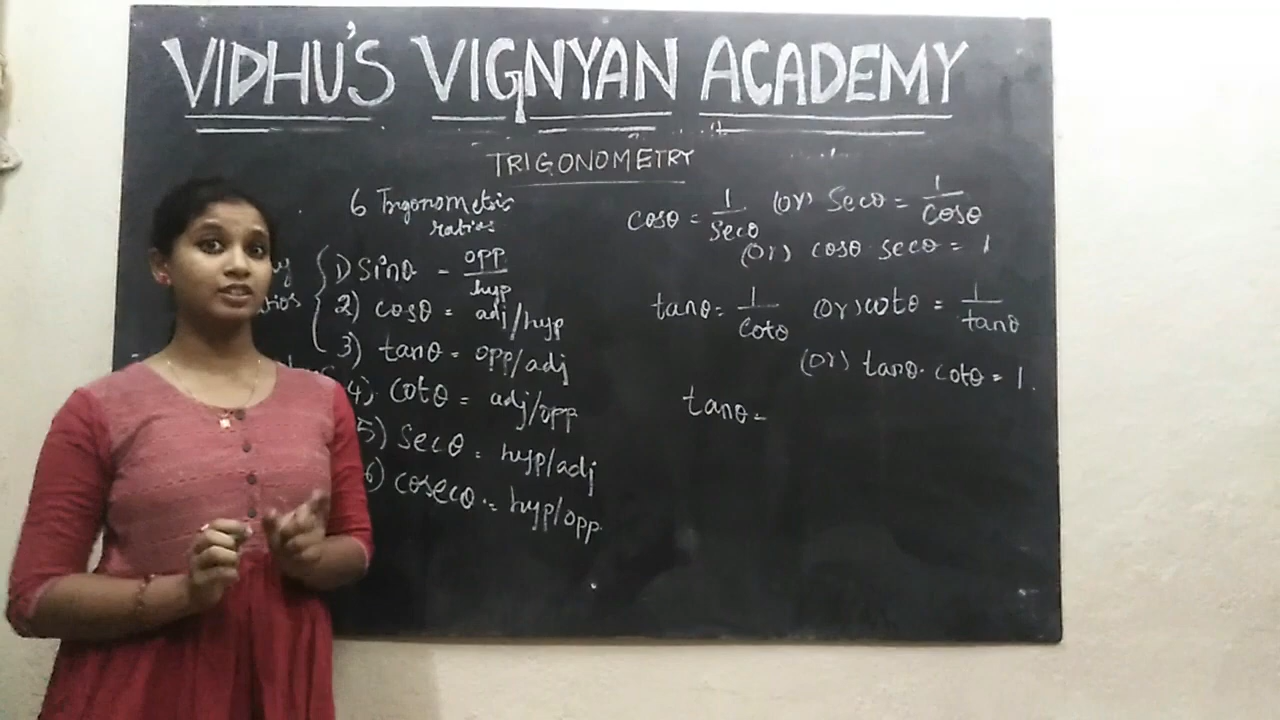 VIDHU'S VIGNYAN ACADEMY
TRIGONOMETRY
6 Trigonometric
ratios
1) Sinθ = opp/hyp
2) cosθ = adj/hyp
3) tanθ = opp/adj
4) cotθ = adj/opp
5) secθ = hyp/adj
6) cosecθ = hyp/opp
cosθ = 1/secθ (or) secθ = 1/cosθ
(or) cosθ secθ = 1
tanθ = 1/cotθ (or) cotθ = 1/tanθ
(or) tanθ. cotθ = 1.
tanθ =